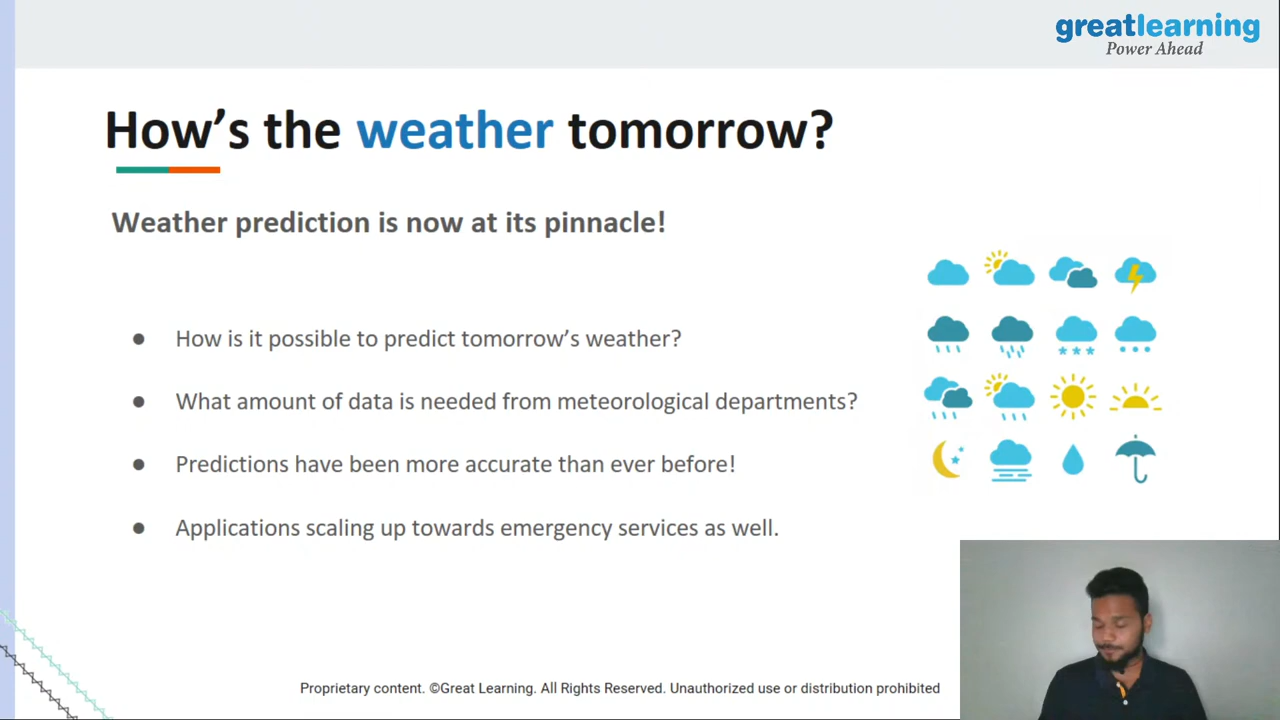 greatlearning
Power Ahead
How's the weather tomorrow?
Weather prediction is now at its pinnacle!
● How is it possible to predict tomorrow's weather?
● What amount of data is needed from meteorological departments?
● Predictions have been more accurate than ever before!
● Applications scaling up towards emergency services as well.
Proprietary content. ©Great Learning. All Rights Reserved. Unauthorized use or distribution prohibited